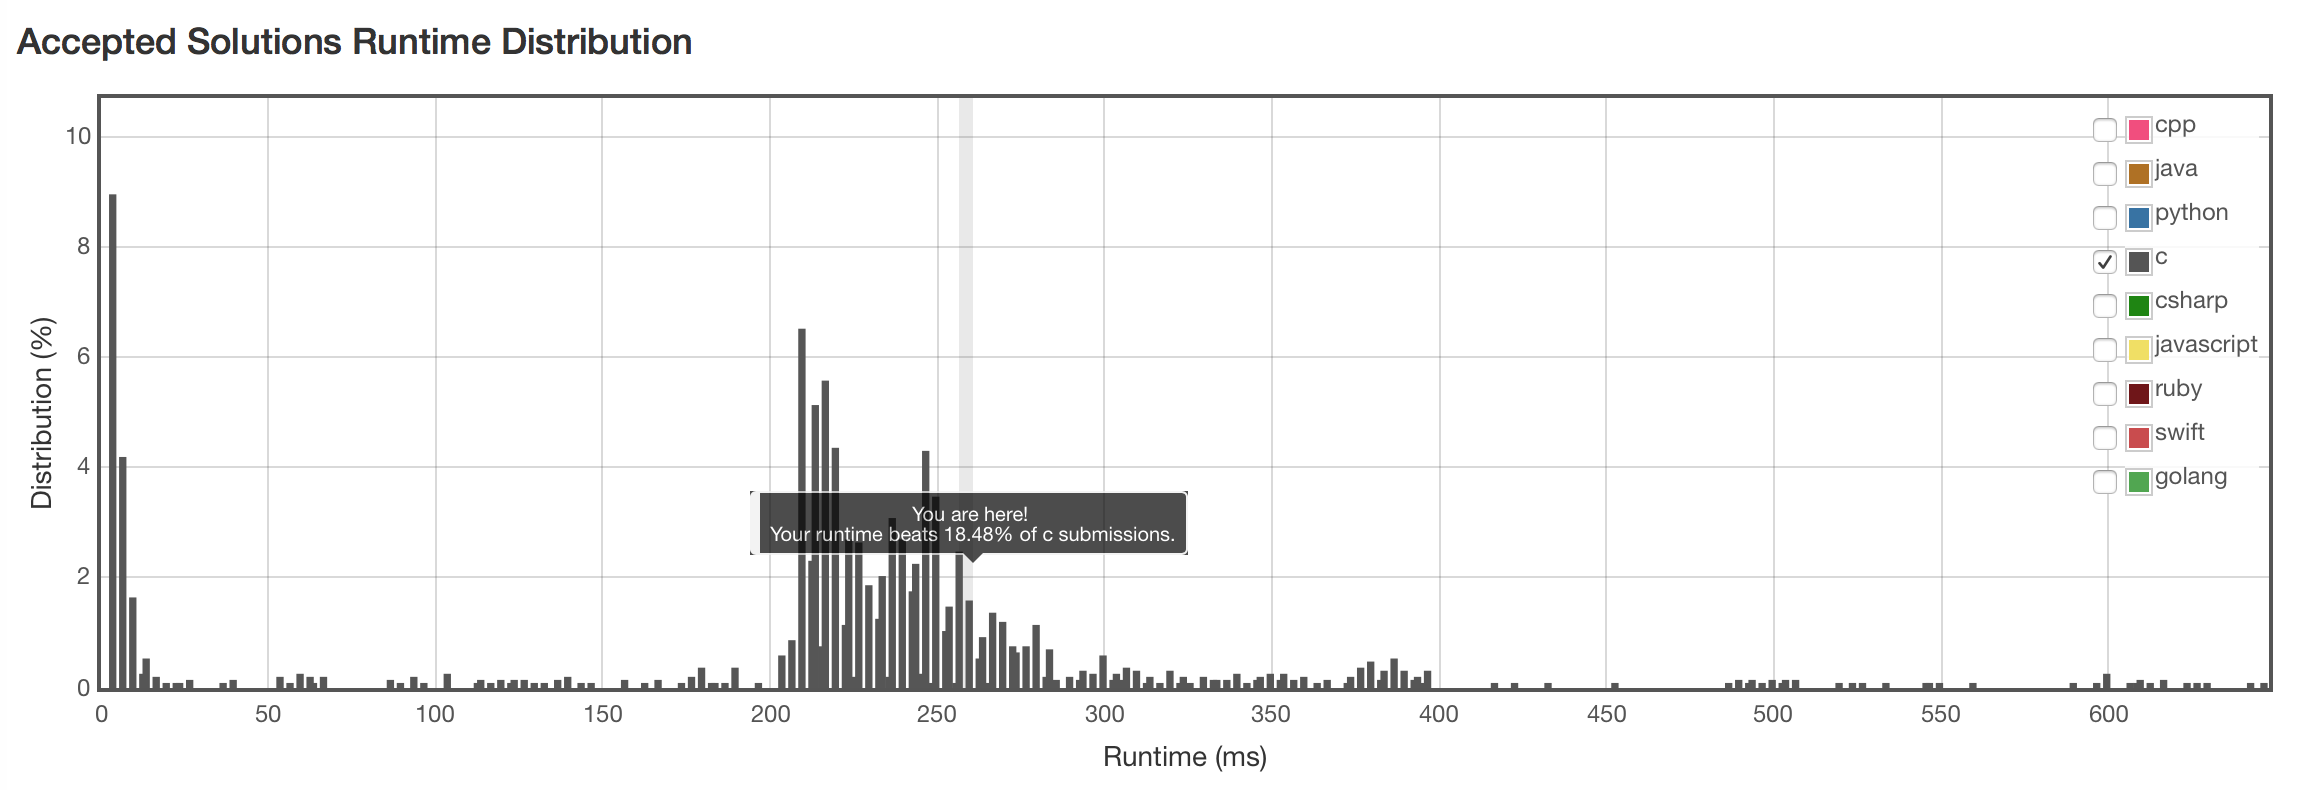 Accepted Solutions Runtime Distribution
10
8
6
4
2
0
Distribution (%)
You are here!
Your runtime beats 18.48% of c submissions.
cpp
java
python
c
csharp
javascript
ruby
swift
golang
0 50 100 150 200 250 300 350 400 450 500 550 600
Runtime (ms)